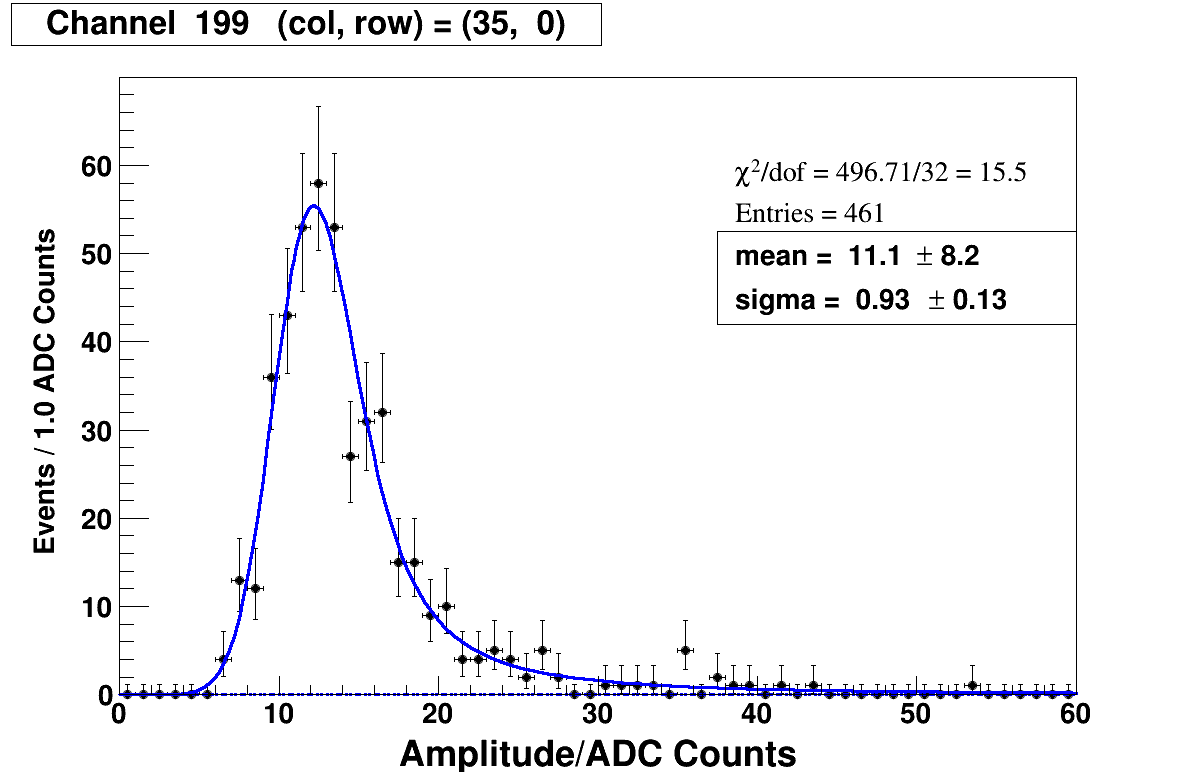 Channel 199 (col, row) = (35, 0)
χ²/dof = 496.71/32 = 15.5
Entries = 461
mean = 11.1 ± 8.2
sigma = 0.93 ± 0.13
Events / 1.0 ADC Counts
60
50
40
30
20
10
0
0 10 20 30 40 50 60
Amplitude/ADC Counts